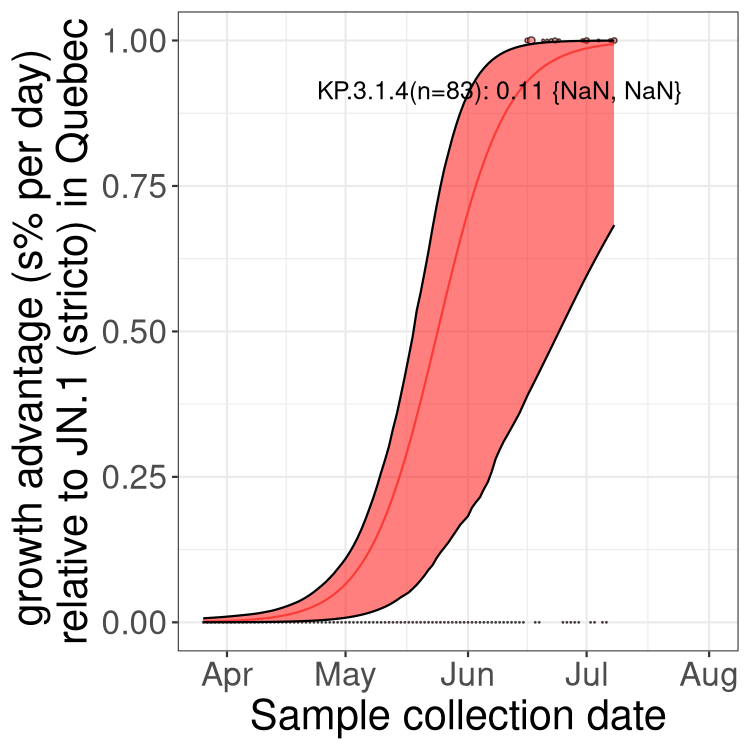 growth advantage (s% per day)
relative to JN.1 (stricto) in Quebec
1.00
0.75
0.50
0.25
0.00
KP.3.1.4(n=83): 0.11 {NaN, NaN}
Apr May Jun Jul Aug
Sample collection date